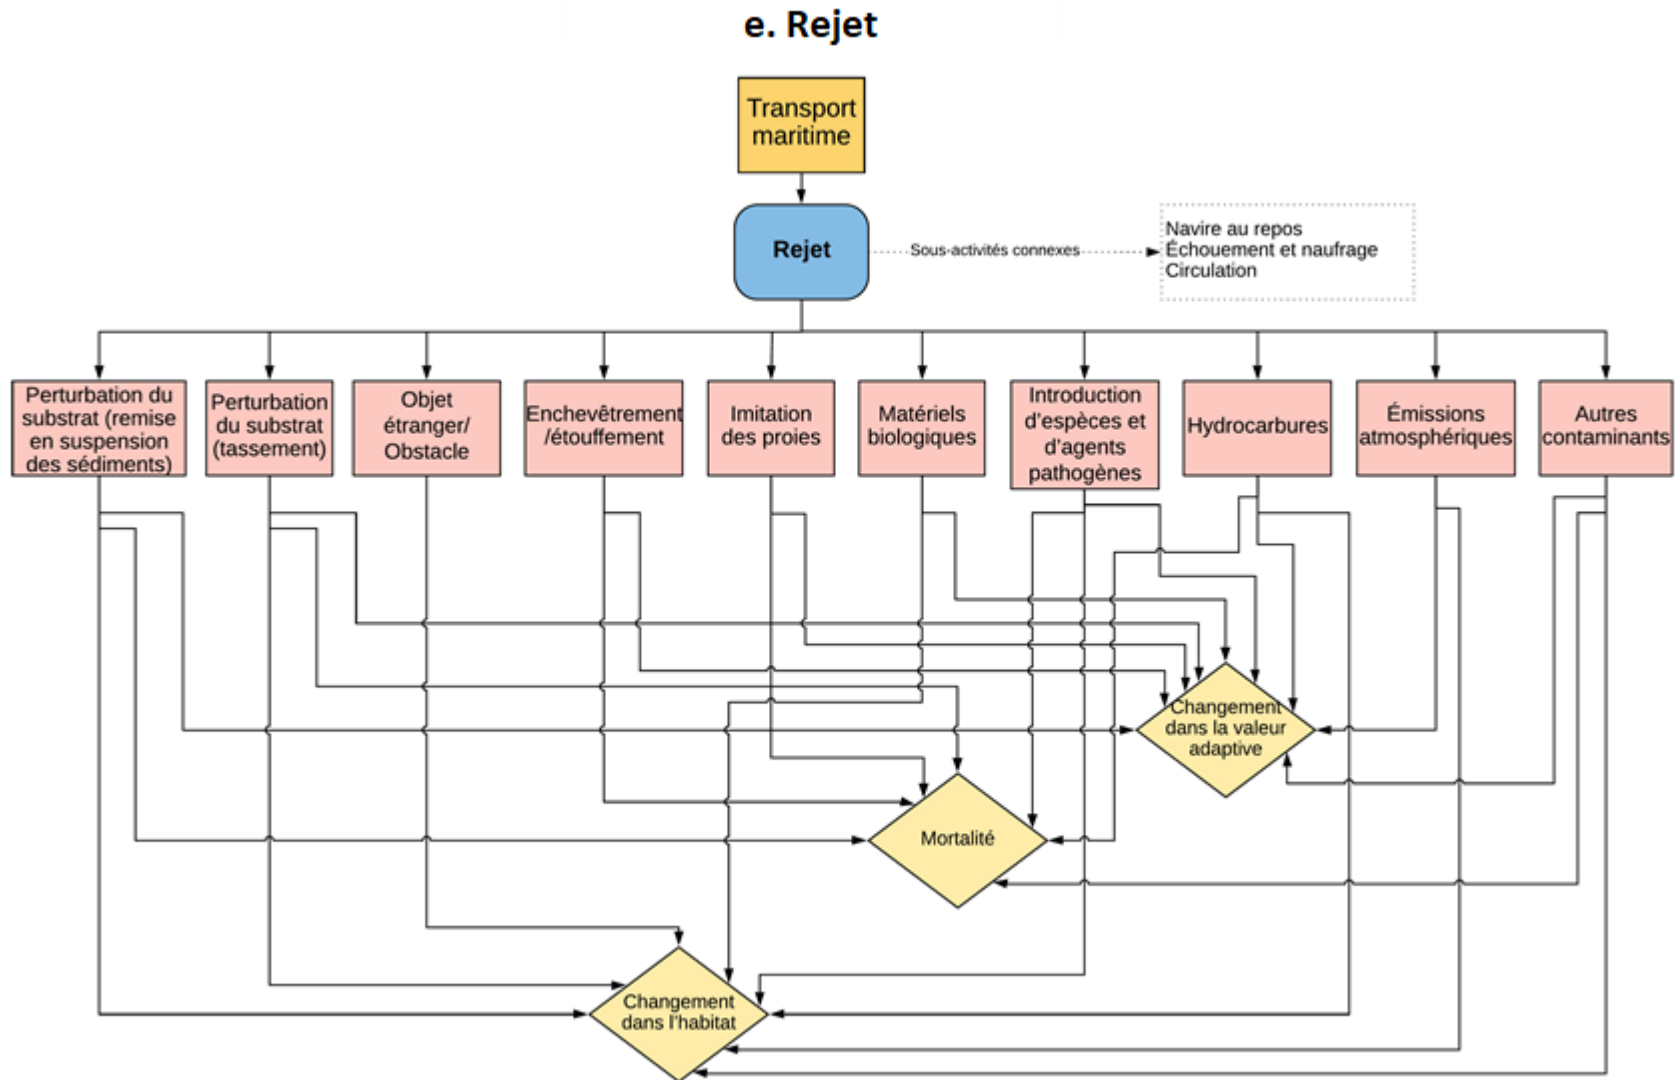 e. Rejet
Transport
maritime
Rejet
Sous-activités connexes
Navire au repos
Échouement et naufrage
Circulation
Perturbation du
substrat (remise
en suspension
des sédiments)
Perturbation
du substrat
(tassement)
Objet
étranger/
Obstacle
Enchevêtrement
/étouffement
Imitation
des proies
Matériels
biologiques
Introduction
d'espèces et
d'agents
pathogènes
Hydrocarbures
Émissions
atmosphériques
Autres
contaminants
Changement
dans la valeur
adaptive
Mortalité
Changement
dans l'habitat